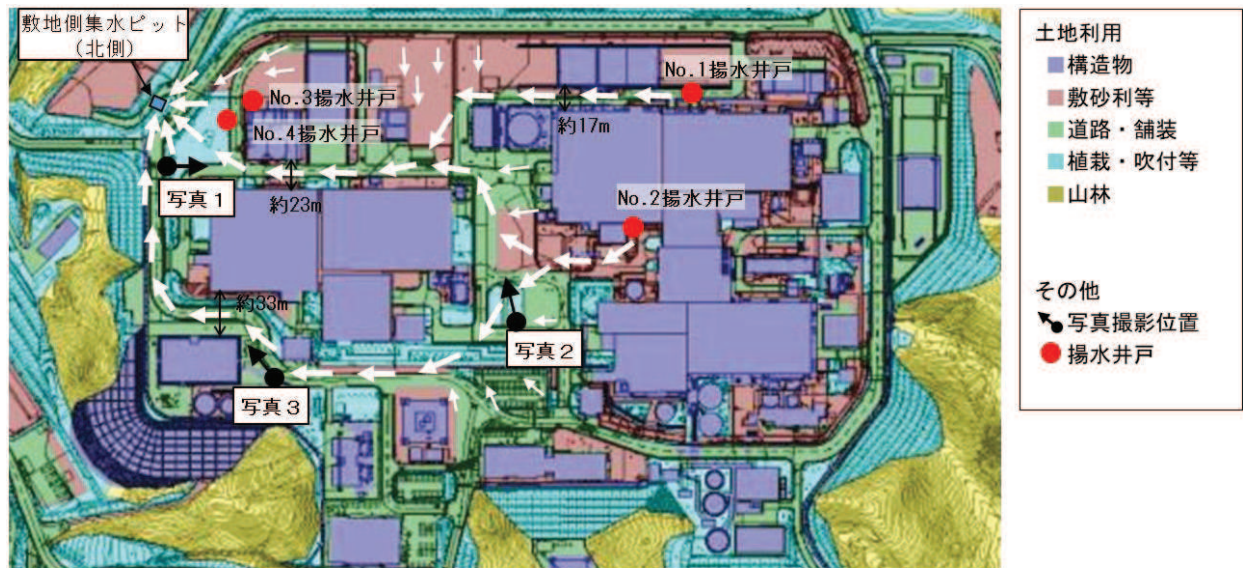 敷地側集水ピット
(北側)
No.1揚水井戸
No.3揚水井戸
No.4揚水井戸
約17m
写真1
約23m
No.2揚水井戸
約33m
写真2
写真3
土地利用
構造物
敷砂利等
道路・舗装
植栽・吹付等
山林
その他
写真撮影位置
揚水井戸